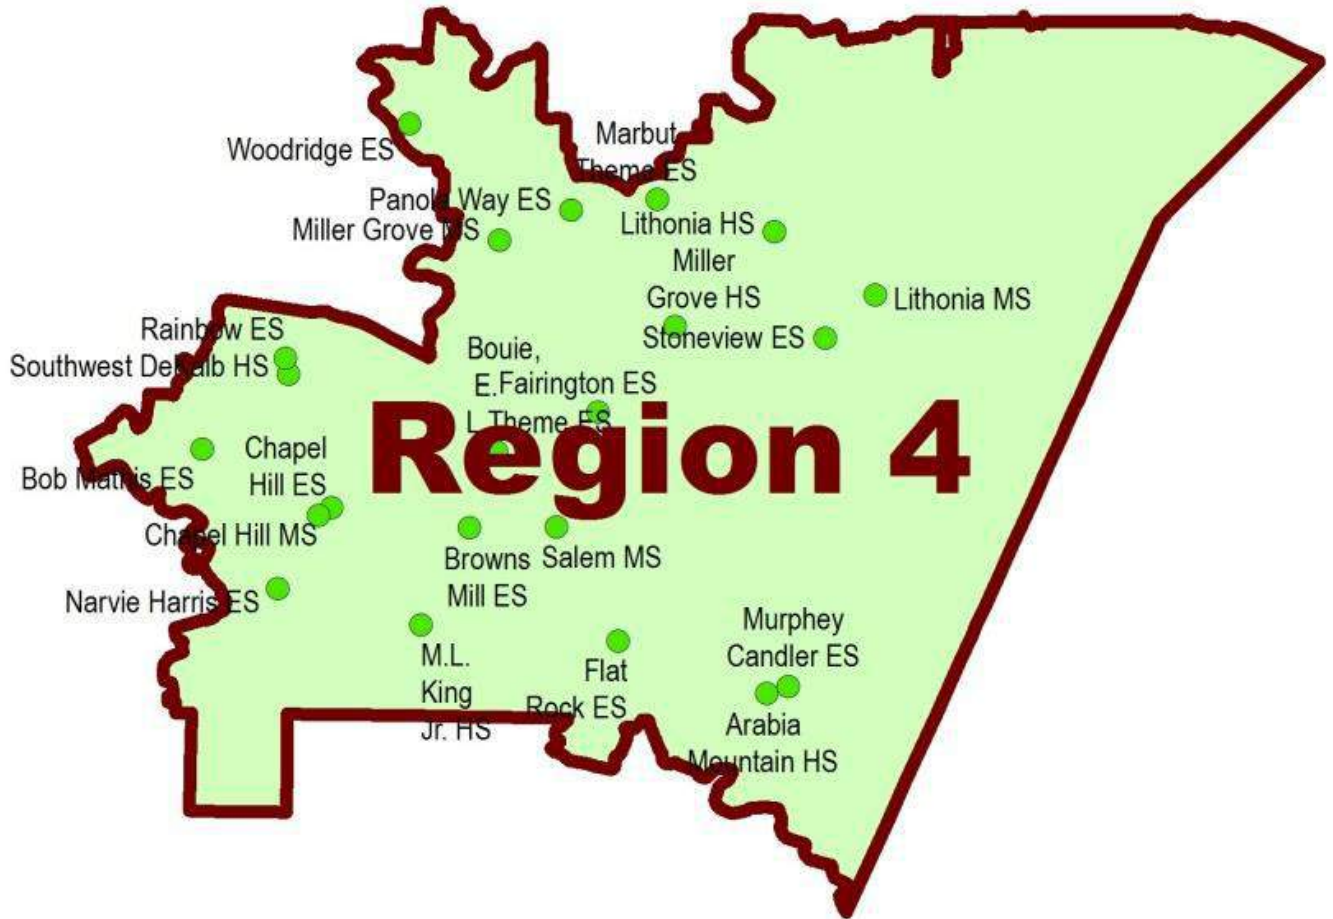 Marbut
Theme ES
Woodridge ES
Panola Way ES
Miller Grove MS
Lithonia HS
Miller
Grove HS
Lithonia MS
Stoneview ES
Rainbow ES
Southwest DeKalb HS
Bouie,
E.
L Theme ES
Fairington ES
Region 4
Bob Mathis ES
Chapel
Hill ES
Chapel Hill MS
Browns
Mill ES
Salem MS
Narvie Harris ES
M.L.
King
Jr. HS
Flat
Rock ES
Murphey
Candler ES
Arabia
Mountain HS